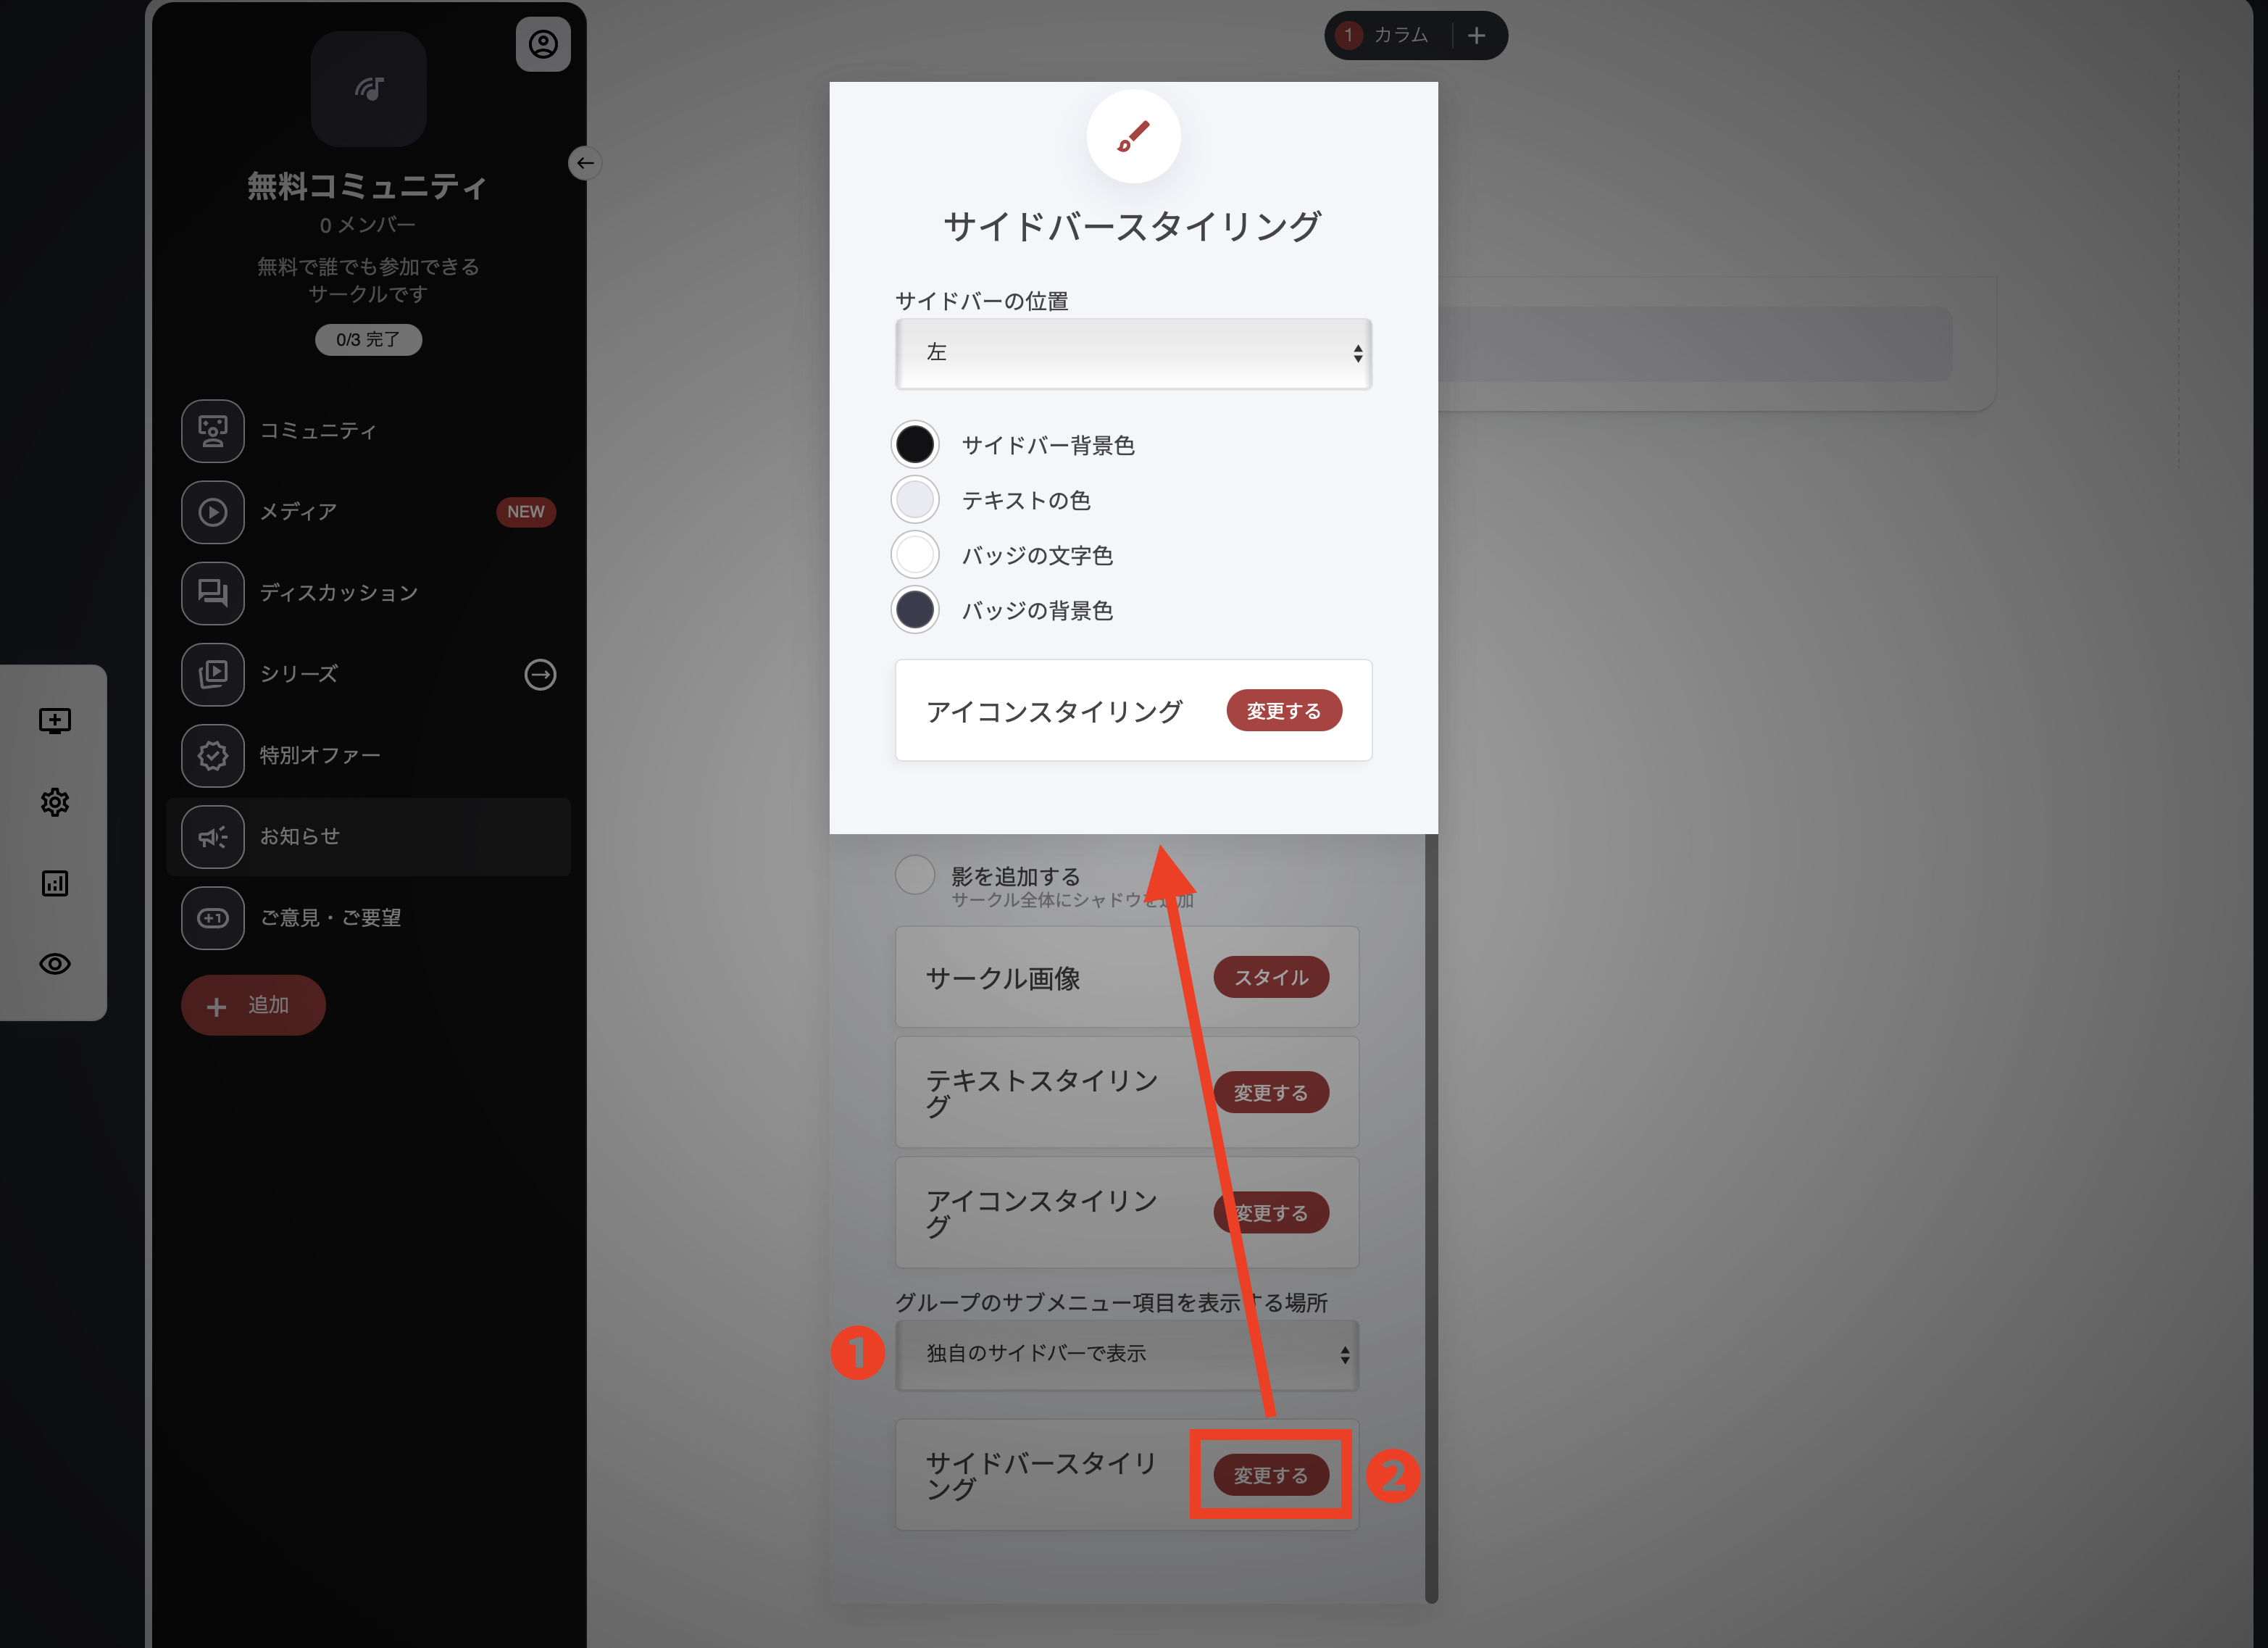 無料コミュニティ
0 メンバー
無料で誰でも参加できる
サークルです
0/3 完了
コミュニティ
メディア
NEW
ディスカッション
シリーズ
特別オファー
お知らせ
ご意見・ご要望
+ 追加
1 カラム +
サイドバースタイリング
サイドバーの位置
左
サイドバー背景色
テキストの色
バッジの文字色
バッジの背景色
アイコンスタイリング
変更する
影を追加する
サークル全体にシャドウを追加
サークル画像
スタイル
テキストスタイリン
グ
変更する
アイコンスタイリン
グ
変更する
グループのサブメニュー項目を表示する場所
1
独自のサイドバーで表示
サイドバースタイリ
ング
変更する
2